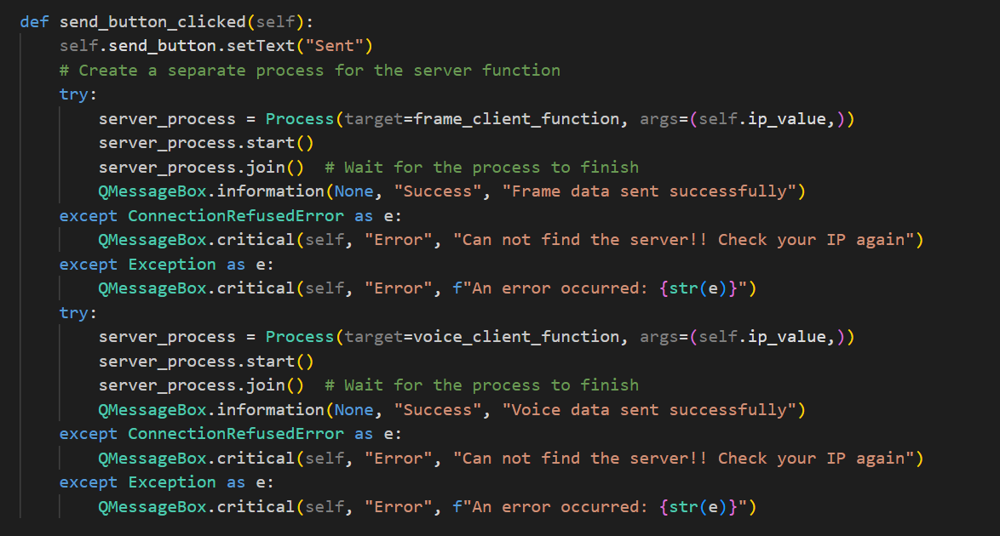 def send_button_clicked(self):
    self.send_button.setText("Sent")
    # Create a separate process for the server function
    try:
        server_process = Process(target=frame_client_function, args=(self.ip_value,))
        server_process.start()
        server_process.join()  # Wait for the process to finish
        QMessageBox.information(None, "Success", "Frame data sent successfully")
    except ConnectionRefusedError as e:
        QMessageBox.critical(self, "Error", "Can not find the server!! Check your IP again")
    except Exception as e:
        QMessageBox.critical(self, "Error", f"An error occurred: {str(e)}")
    try:
        server_process = Process(target=voice_client_function, args=(self.ip_value,))
        server_process.start()
        server_process.join()  # Wait for the process to finish
        QMessageBox.information(None, "Success", "Voice data sent successfully")
    except ConnectionRefusedError as e:
        QMessageBox.critical(self, "Error", "Can not find the server!! Check your IP again")
    except Exception as e:
        QMessageBox.critical(self, "Error", f"An error occurred: {str(e)}")